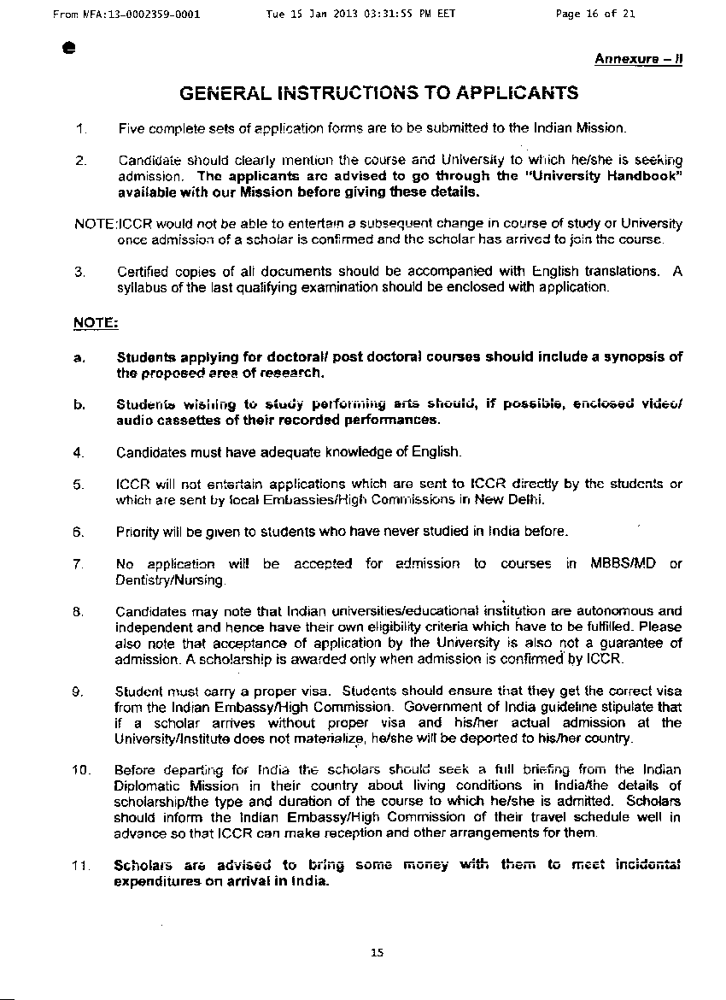 From MFA:13-0002359-0001 Tue 15 Jan 2013 03:31:55 PM EET Page 16 of 21
Annexure – II
GENERAL INSTRUCTIONS TO APPLICANTS
1. Five complete sets of application forms are to be submitted to the Indian Mission.
2. Candidate should clearly mention the course and University to which he/she is seeking
admission. The applicants are advised to go through the "University Handbook"
available with our Mission before giving these details.
NOTE:ICCR would not be able to entertain a subsequent change in course of study or University
once admission of a scholar is confirmed and the scholar has arrived to join the course.
3. Certified copies of all documents should be accompanied with English translations. A
syllabus of the last qualifying examination should be enclosed with application.
NOTE:
a. Students applying for doctoral/ post doctoral courses should include a synopsis of
the proposed area of research.
b. Students wishing to study performing arts should, if possible, enclosed video/
audio cassettes of their recorded performances.
4. Candidates must have adequate knowledge of English.
5. ICCR will not entertain applications which are sent to ICCR directly by the students or
which are sent by local Embassies/High Commissions in New Delhi.
6. Priority will be given to students who have never studied in India before.
7. No application will be accepted for admission to courses in MBBS/MD or
Dentistry/Nursing.
8. Candidates may note that Indian universities/educational institution are autonomous and
independent and hence have their own eligibility criteria which have to be fulfilled. Please
also note that acceptance of application by the University is also not a guarantee of
admission. A scholarship is awarded only when admission is confirmed by ICCR.
9. Student must carry a proper visa. Students should ensure that they get the correct visa
from the Indian Embassy/High Commission. Government of India guideline stipulate that
if a scholar arrives without proper visa and his/her actual admission at the
University/Institute does not materialize, he/she will be deported to his/her country.
10. Before departing for India the scholars should seek a full briefing from the Indian
Diplomatic Mission in their country about living conditions in India/the details of
scholarship/the type and duration of the course to which he/she is admitted. Scholars
should inform the Indian Embassy/High Commission of their travel schedule well in
advance so that ICCR can make reception and other arrangements for them.
11. Scholars are advised to bring some money with them to meet incidental
expenditures on arrival in India.
15